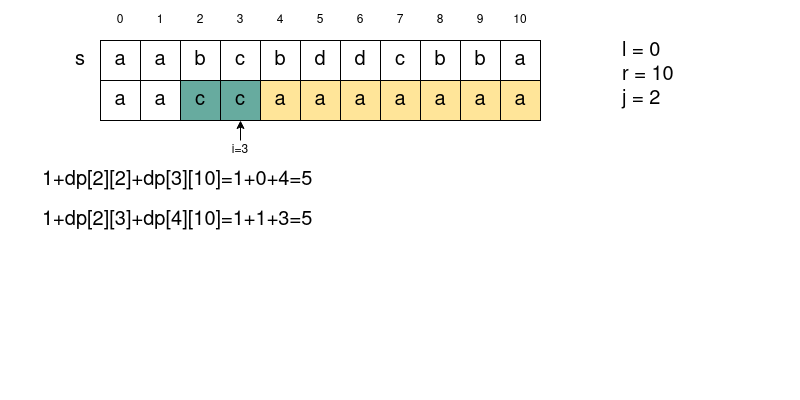 0 1 2 3 4 5 6 7 8 9 10
s a a b c b d d c b b a
a a c c a a a a a a a
i=3
l = 0
r = 10
j = 2
1+dp[2][2]+dp[3][10]=1+0+4=5
1+dp[2][3]+dp[4][10]=1+1+3=5